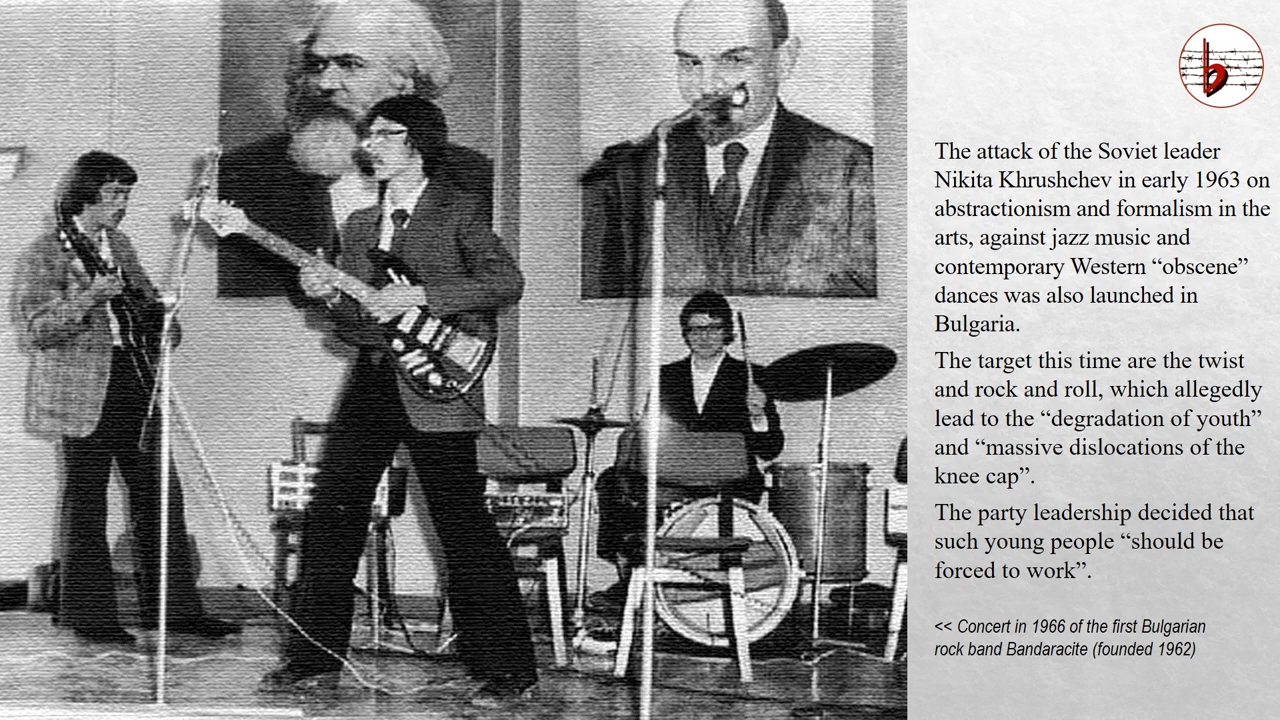 The attack of the Soviet leader
Nikita Khrushchev in early 1963 on
abstractionism and formalism in the
arts, against jazz music and
contemporary Western “obscene”
dances was also launched in
Bulgaria.
The target this time are the twist
and rock and roll, which allegedly
lead to the “degradation of youth”
and “massive dislocations of the
knee cap”.
The party leadership decided that
such young people “should be
forced to work”.
<< Concert in 1966 of the first Bulgarian
rock band Bandaracite (founded 1962)